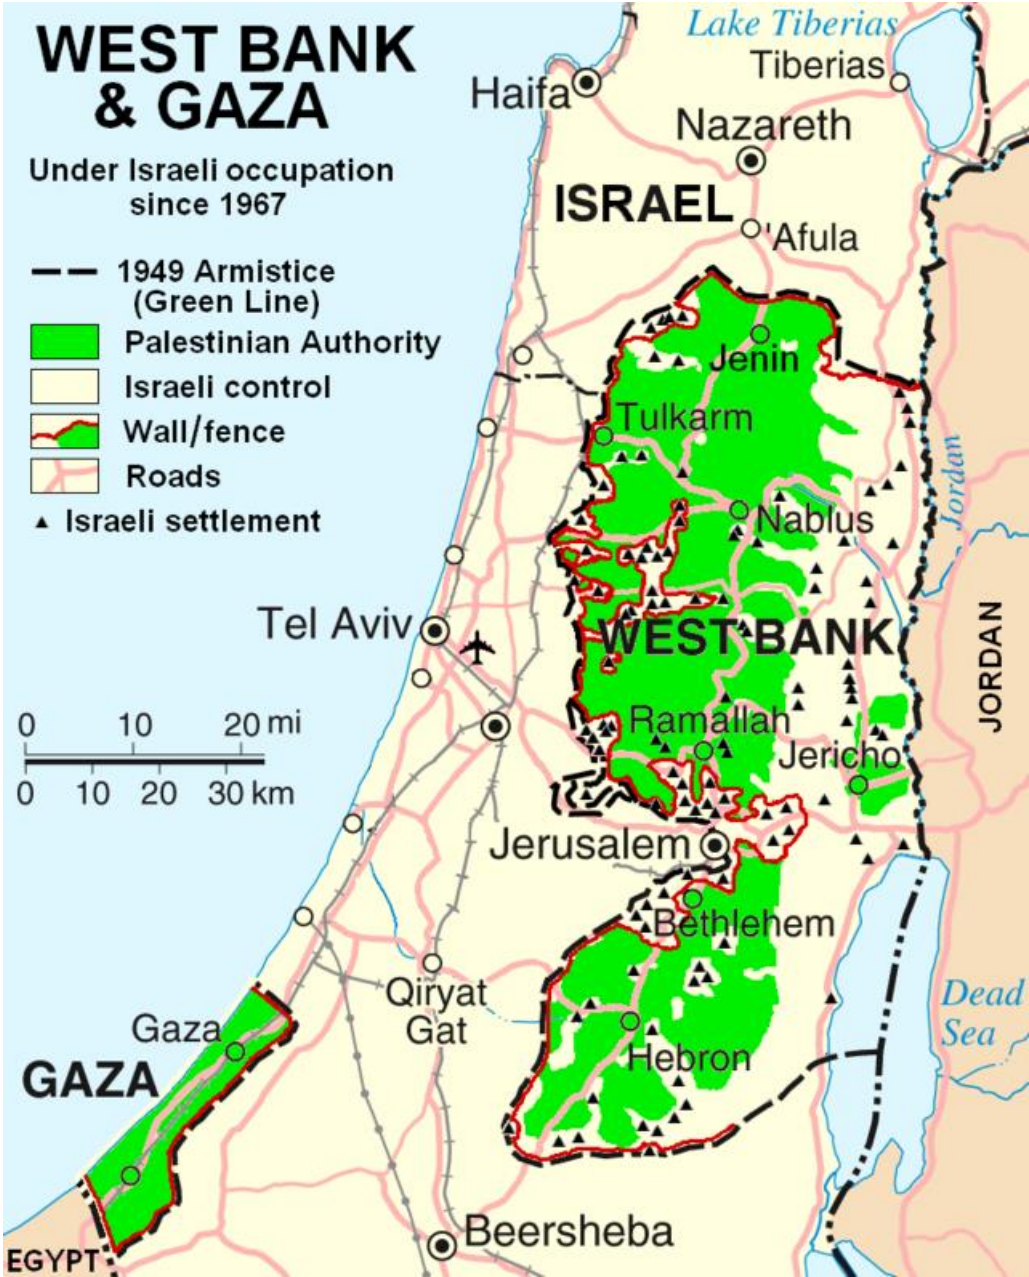 WEST BANK
& GAZA
Under Israeli occupation
since 1967
1949 Armistice
(Green Line)
Palestinian Authority
Israeli control
Wall/fence
Roads
Israeli settlement
Lake Tiberias
Tiberias
Haifa
Nazareth
ISRAEL
'Afula
Jenin
Tulkarm
Nablus
Jordan
Tel Aviv
WEST BANK
JORDAN
0 10 20 mi
0 10 20 30 km
Ramallah
Jericho
Jerusalem
Bethlehem
Qiryat
Gat
Dead
Sea
Gaza
GAZA
Hebron
Beersheba
EGYPT